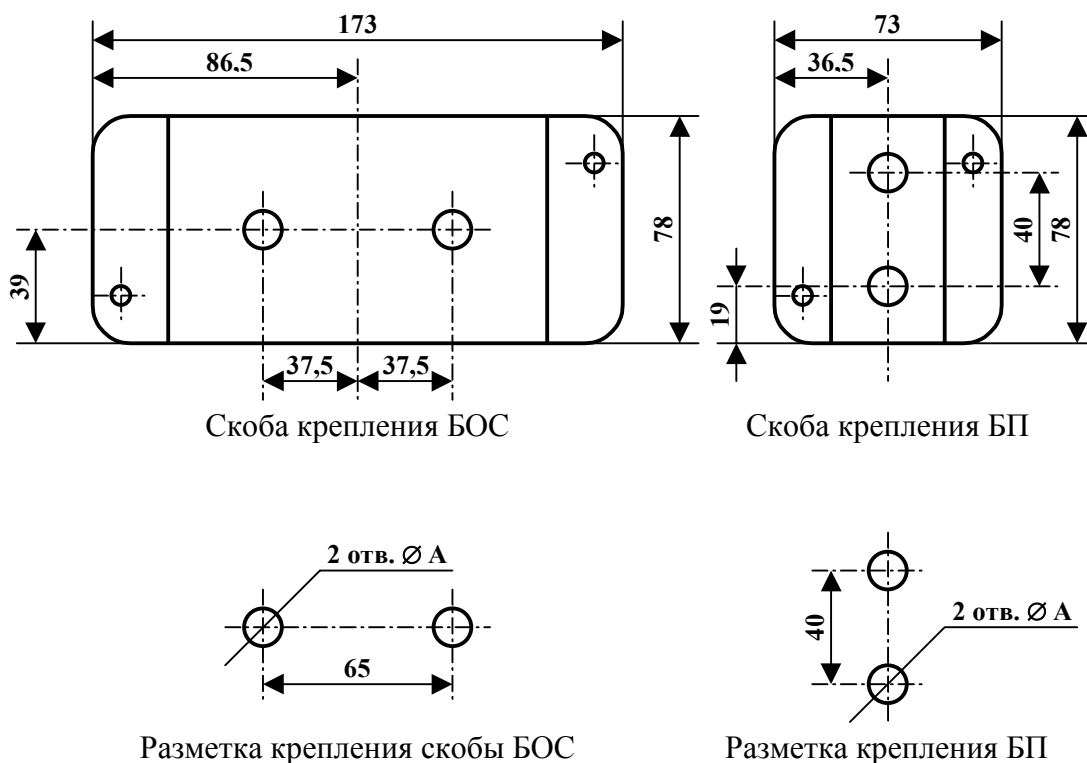 173
73
86,5
36,5
78
40
78
39
19
37,5
37,5
Скоба крепления БОС
Скоба крепления БП
2 отв. ∅ А
65
40
2 отв. ∅ А
Разметка крепления скобы БОС
Разметка крепления БП